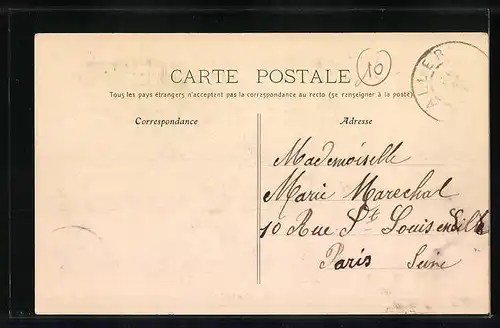 CARTE POSTALE
10
Tous les pays étrangers n'acceptent pas la correspondance au recto (se renseigner à la poste)
Correspondance
Adresse
Mademoiselle
Marie Marechal
10 Rue St Louis en
Paris Seine